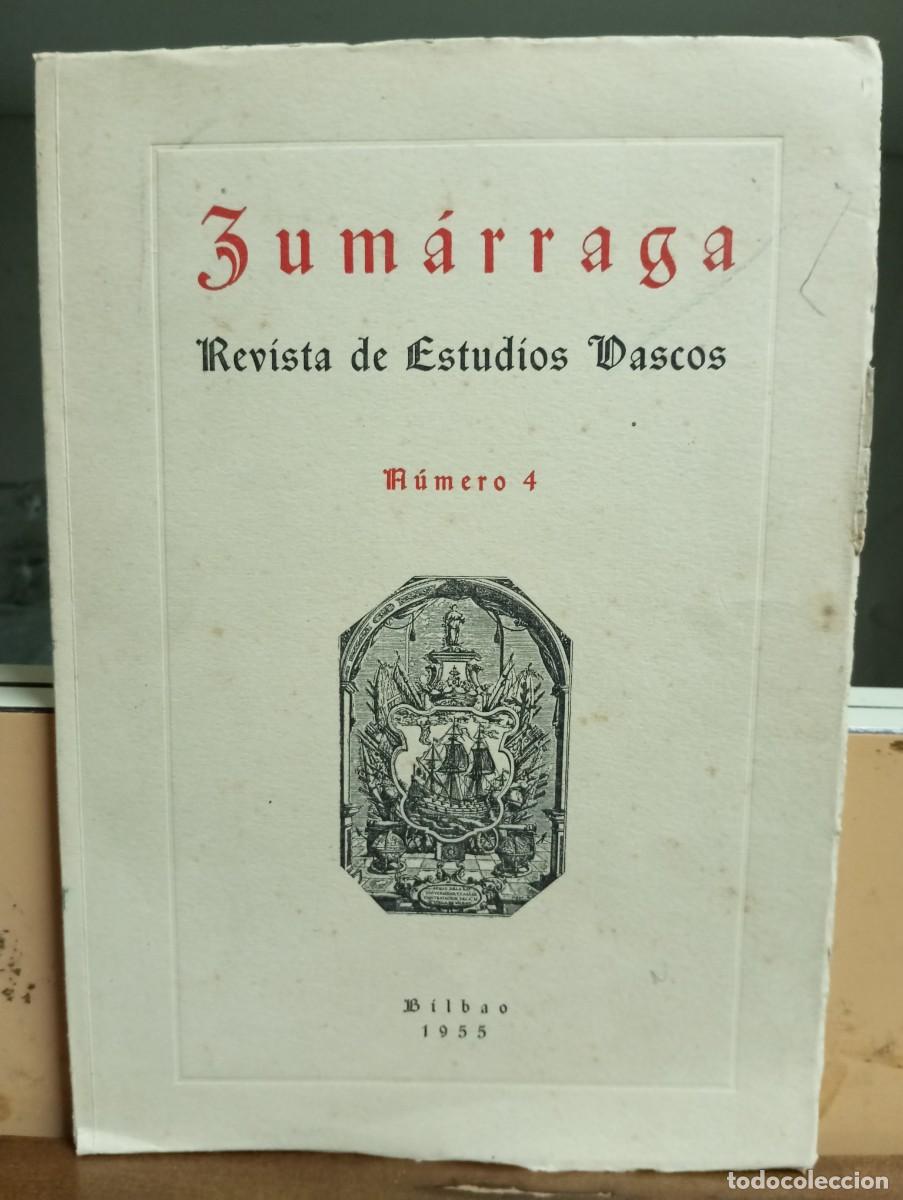 Zumárraga
Revista de Estudios Vascos
Número 4
Bilbao
1955
todocoleccion